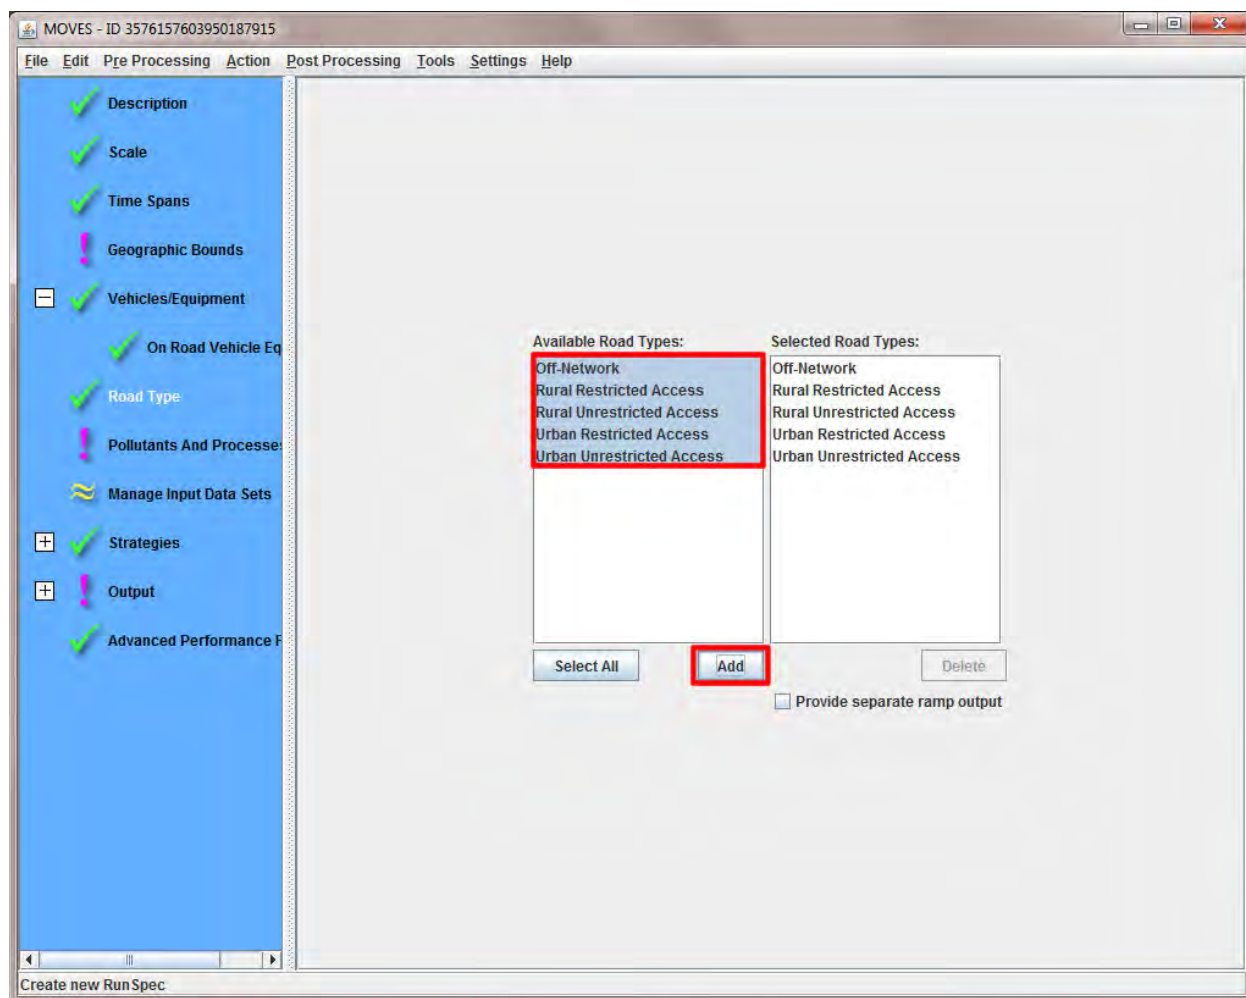 MOVES - ID 3576157603950187915
File Edit Pre Processing Action Post Processing Tools Settings Help
Description
Scale
Time Spans
Geographic Bounds
Vehicles/Equipment
On Road Vehicle Eq
Road Type
Pollutants And Processes
Manage Input Data Sets
Strategies
Output
Advanced Performance F
Available Road Types:
Off-Network
Rural Restricted Access
Rural Unrestricted Access
Urban Restricted Access
Urban Unrestricted Access
Selected Road Types:
Off-Network
Rural Restricted Access
Rural Unrestricted Access
Urban Restricted Access
Urban Unrestricted Access
Select All
Add
Delete
Provide separate ramp output
Create new RunSpec